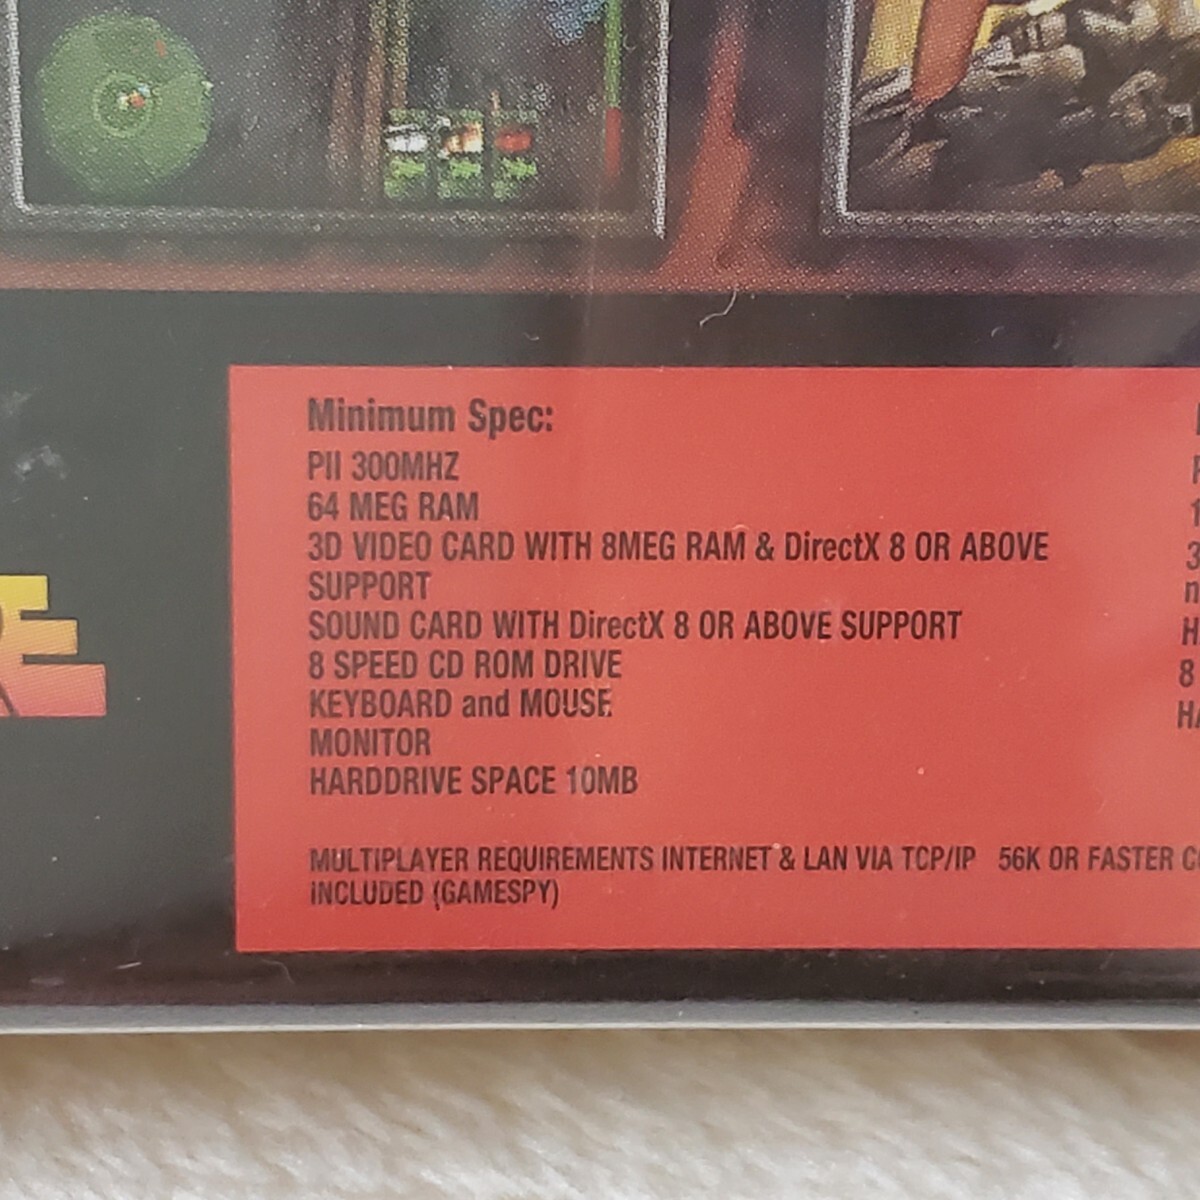 Minimum Spec:
PII 300MHZ
64 MEG RAM
3D VIDEO CARD WITH 8MEG RAM & DirectX 8 OR ABOVE
SUPPORT
SOUND CARD WITH DirectX 8 OR ABOVE SUPPORT
8 SPEED CD ROM DRIVE
KEYBOARD and MOUSE
MONITOR
HARDDRIVE SPACE 10MB
MULTIPLAYER REQUIREMENTS INTERNET & LAN VIA TCP/IP 56K OR FASTER
INCLUDED (GAMESPY)
8